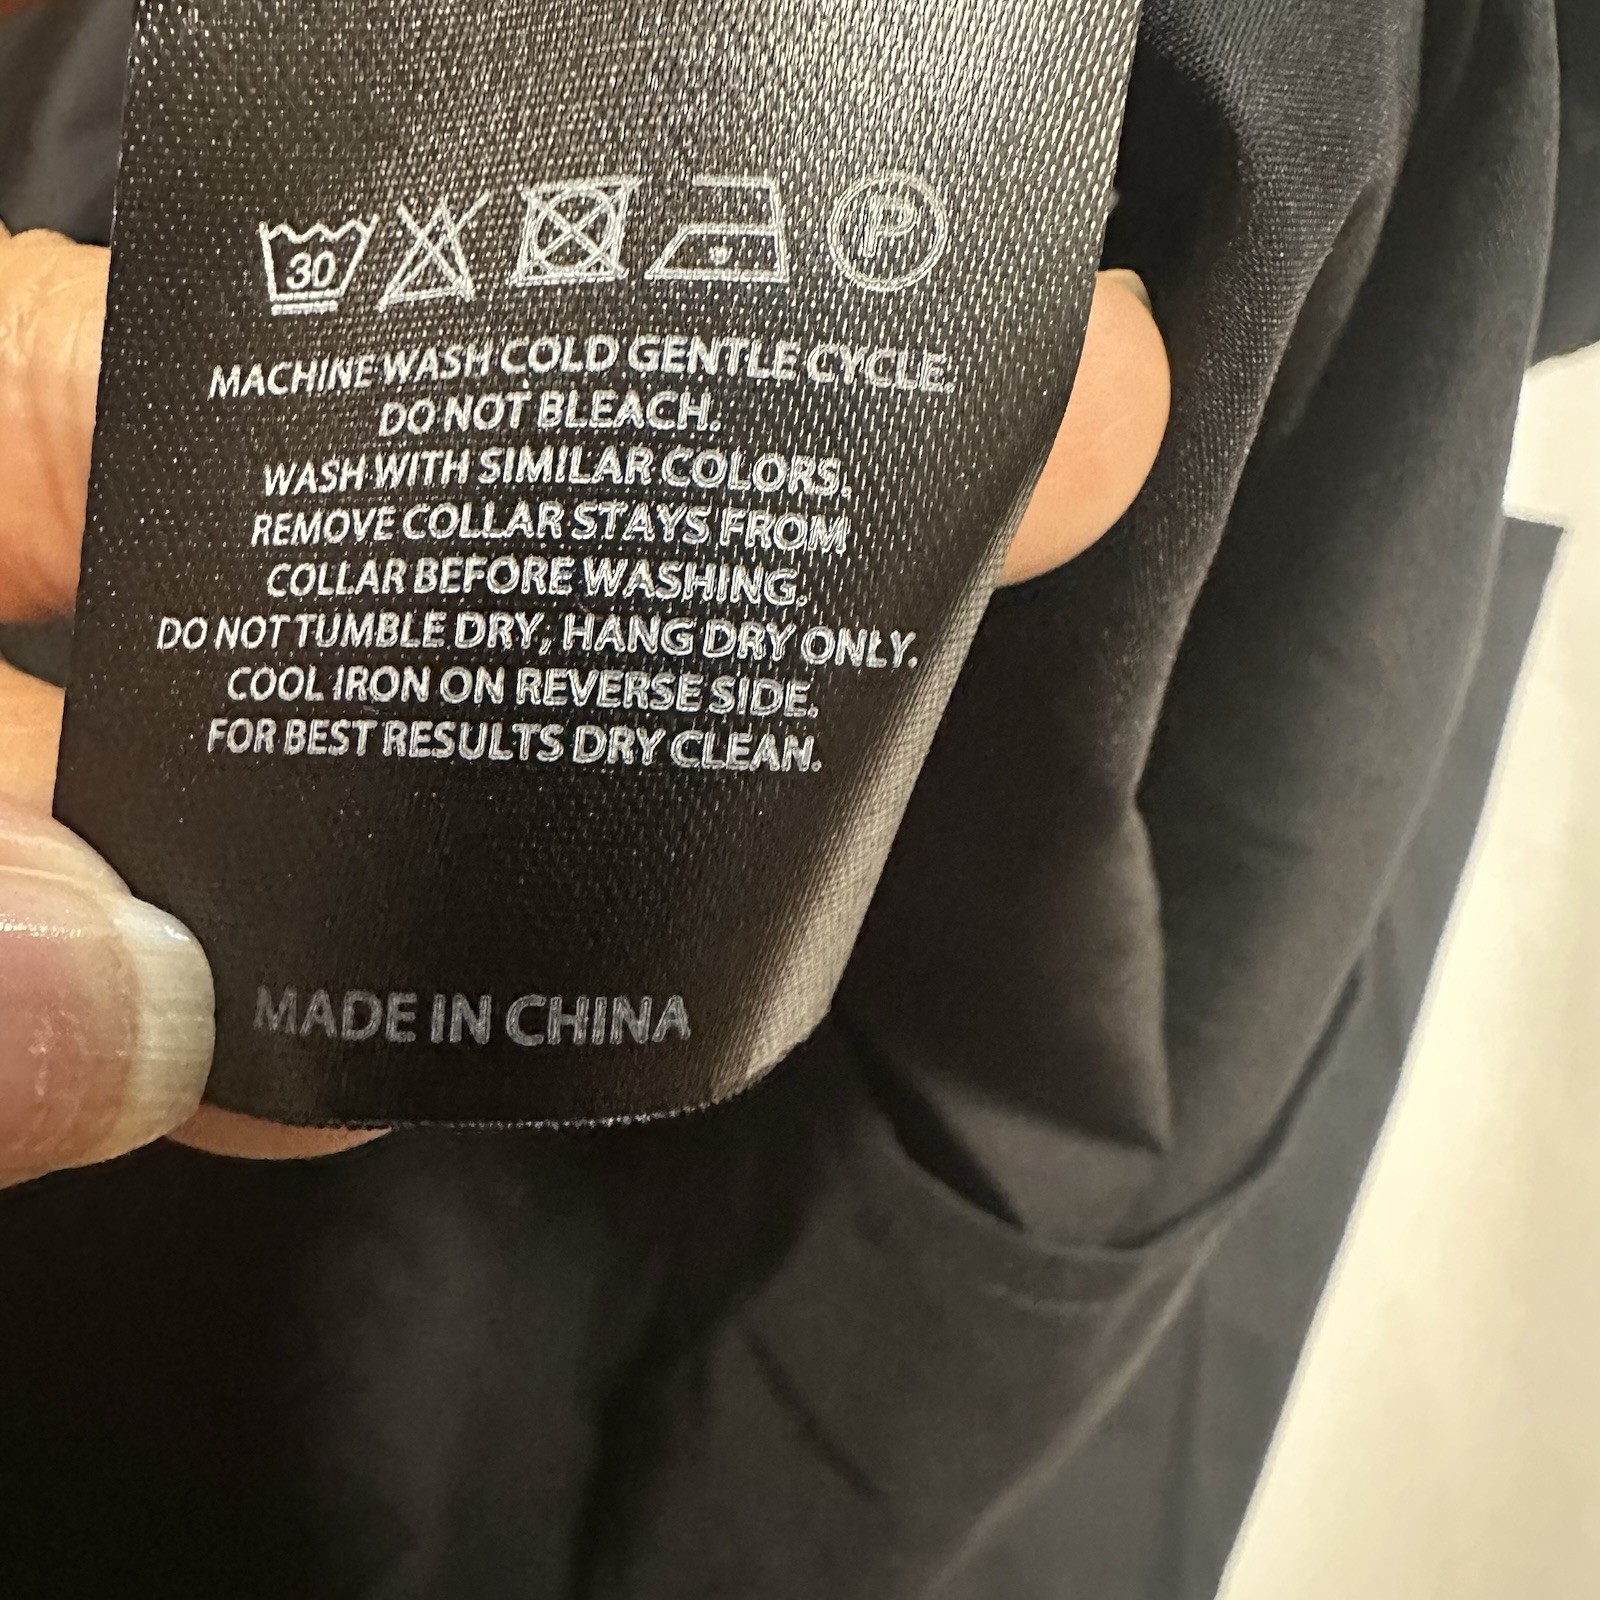 30
P
MACHINE WASH COLD GENTLE CYCLE.
DO NOT BLEACH.
WASH WITH SIMILAR COLORS.
REMOVE COLLAR STAYS FROM
COLLAR BEFORE WASHING.
DO NOT TUMBLE DRY, HANG DRY ONLY.
COOL IRON ON REVERSE SIDE.
FOR BEST RESULTS DRY CLEAN.
MADE IN CHINA